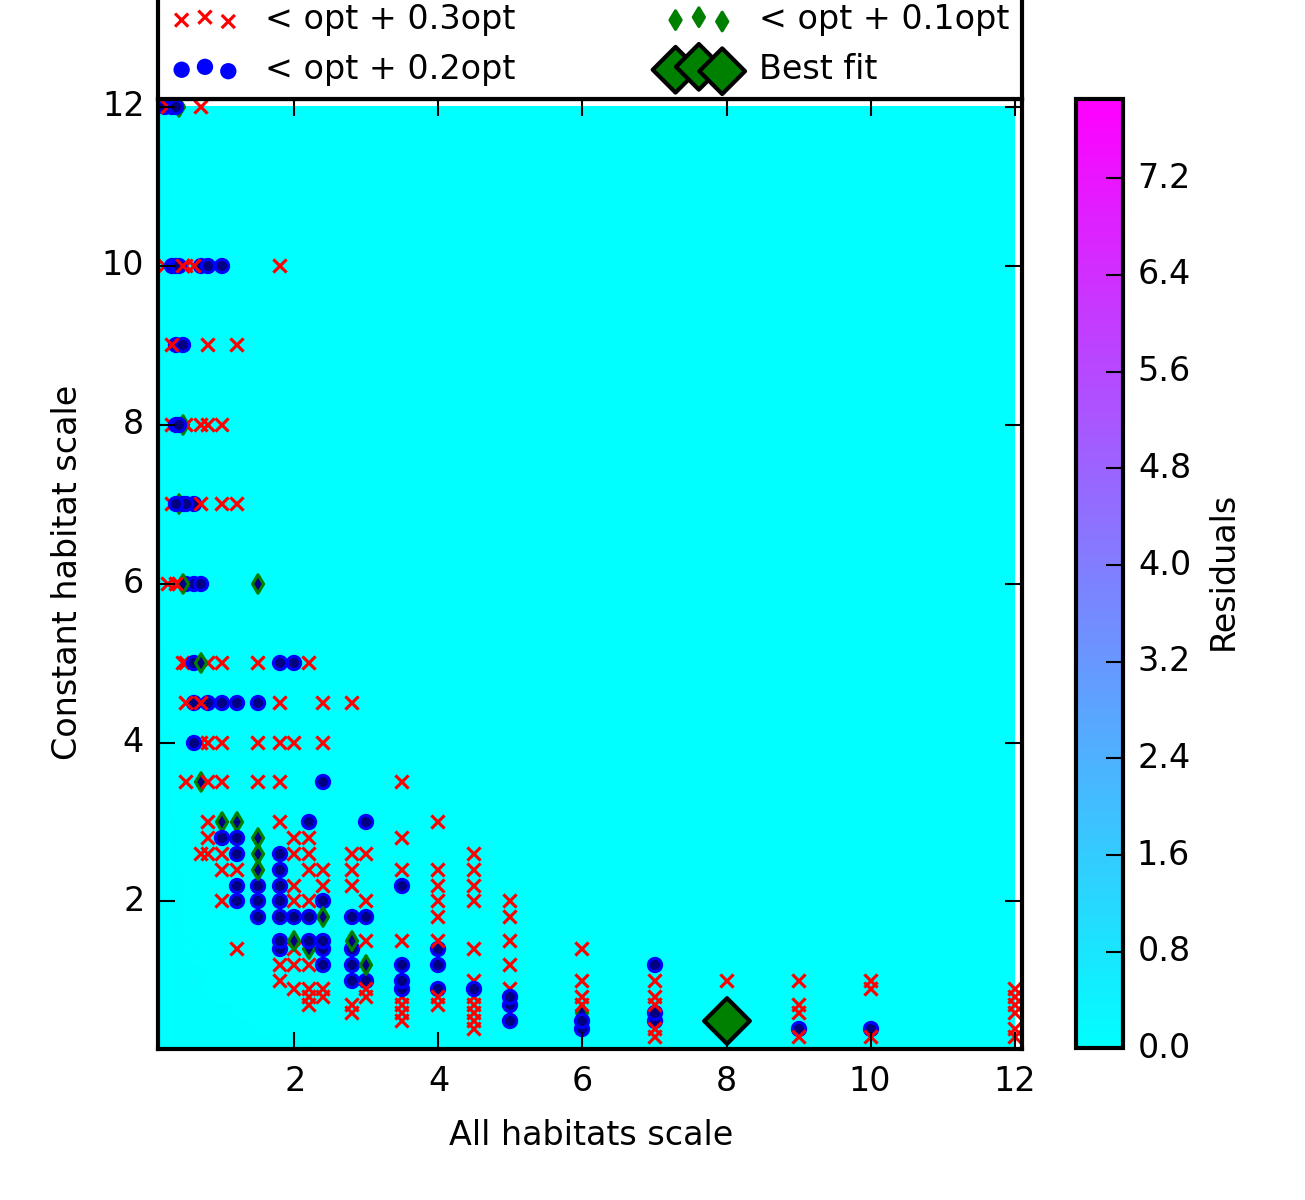 < opt + 0.3opt < opt + 0.1opt
< opt + 0.2opt Best fit
12
10
8
6
4
2
Constant habitat scale
2 4 6 8 10 12
All habitats scale
7.2
6.4
5.6
4.8
4.0
3.2
2.4
1.6
0.8
0.0
Residuals